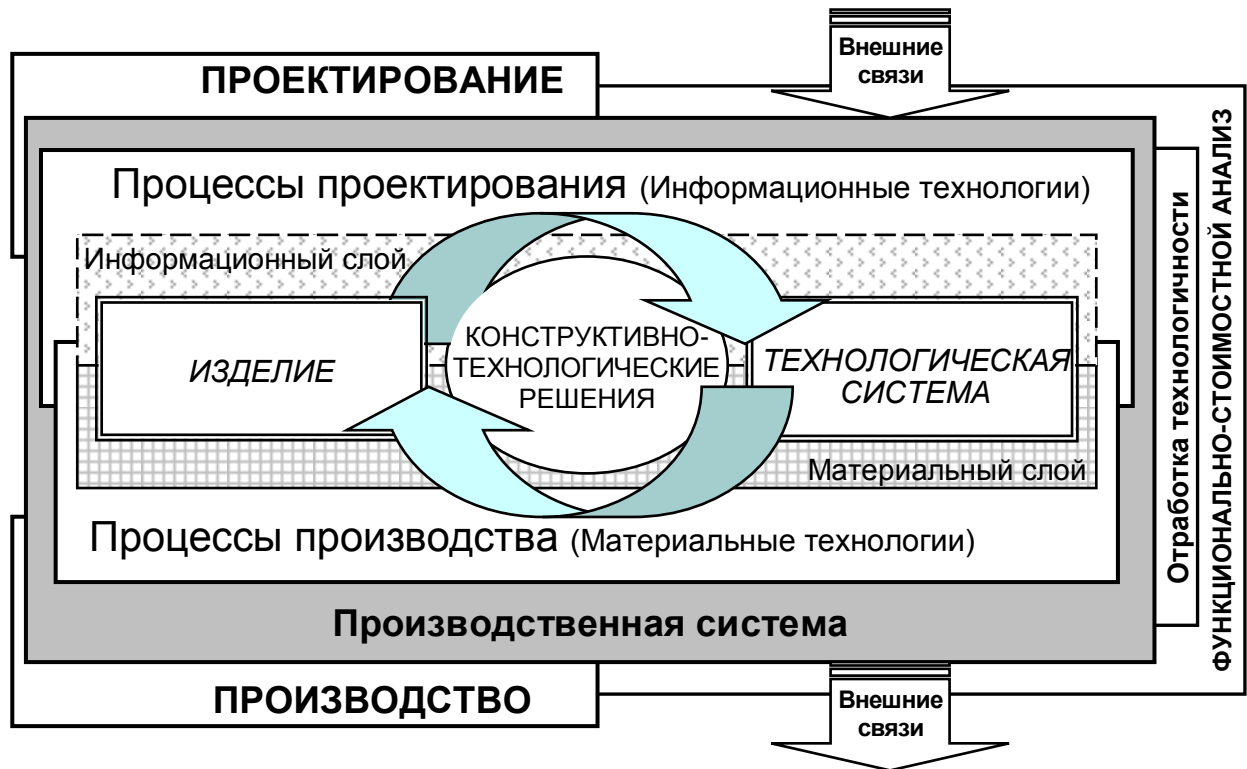 Внешние
связи
ПРОЕКТИРОВАНИЕ
Процессы проектирования (Информационные технологии)
Информационный слой
ИЗДЕЛИЕ
КОНСТРУКТИВНО-
ТЕХНОЛОГИЧЕСКИЕ
РЕШЕНИЯ
ТЕХНОЛОГИЧЕСКАЯ
СИСТЕМА
Материальный слой
Процессы производства (Материальные технологии)
Производственная система
ПРОИЗВОДСТВО
Внешние
связи
Отработка технологичности
ФУНКЦИОНАЛЬНО-СТОИМОСТНОЙ АНАЛИЗ